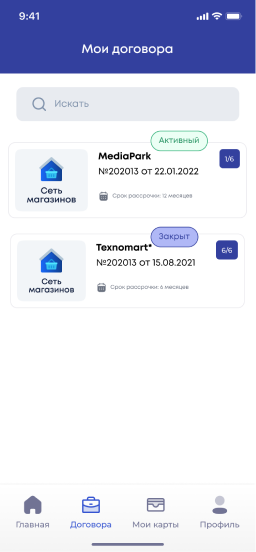 9:41
Мои договора
Искать
Активный
MediaPark
1/6
№202013 от 22.01.2022
Сеть
магазинов
Срок рассрочки: 12 месяцев
Закрыт
Texnomart*
6/6
№202013 от 15.08.2021
Сеть
магазинов
Срок рассрочки: 6 месяцев
Главная
Договора
Мои карты
Профиль